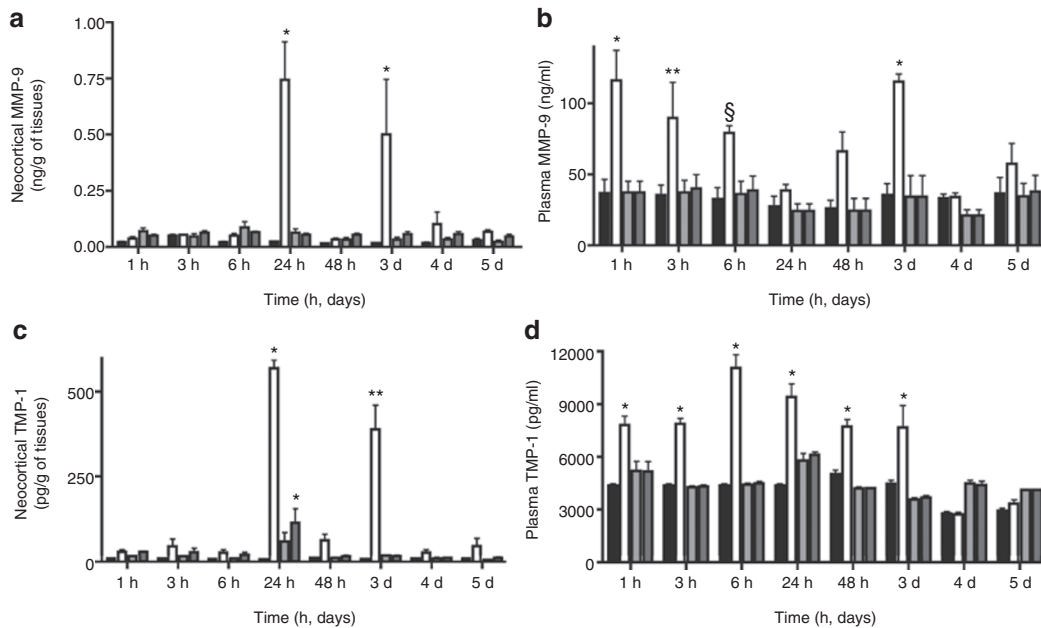 a
Neocortical MMP-9
(ng/g of tissues)
1.00
0.75
0.50
0.25
0.00
*
*
1 h 3 h 6 h 24 h 48 h 3 d 4 d 5 d
Time (h, days)
b
Plasma MMP-9 (ng/ml)
100
50
0
*
**
§
*
1 h 3 h 6 h 24 h 48 h 3 d 4 d 5 d
Time (h, days)
c
Neocortical TMP-1
(pg/g of tissues)
500
250
0
*
*
**
1 h 3 h 6 h 24 h 48 h 3 d 4 d 5 d
Time (h, days)
d
Plasma TMP-1 (pg/ml)
12000
9000
6000
3000
0
*
*
*
*
*
*
1 h 3 h 6 h 24 h 48 h 3 d 4 d 5 d
Time (h, days)